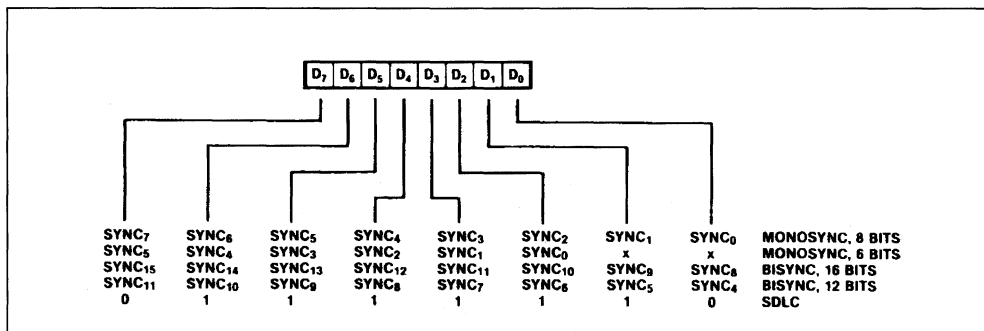 D₇ D₆ D₅ D₄ D₃ D₂ D₁ D₀
SYNC₇ SYNC₆ SYNC₅ SYNC₄ SYNC₃ SYNC₂ SYNC₁ SYNC₀ MONOSYNC, 8 BITS
SYNC₅ SYNC₄ SYNC₃ SYNC₂ SYNC₁ SYNC₀ x x MONOSYNC, 6 BITS
SYNC₁₅ SYNC₁₄ SYNC₁₃ SYNC₁₂ SYNC₁₁ SYNC₁₀ SYNC₉ SYNC₈ BISYNC, 16 BITS
SYNC₁₁ SYNC₁₀ SYNC₉ SYNC₈ SYNC₇ SYNC₆ SYNC₅ SYNC₄ BISYNC, 12 BITS
0 1 1 1 1 1 1 0 SDLC